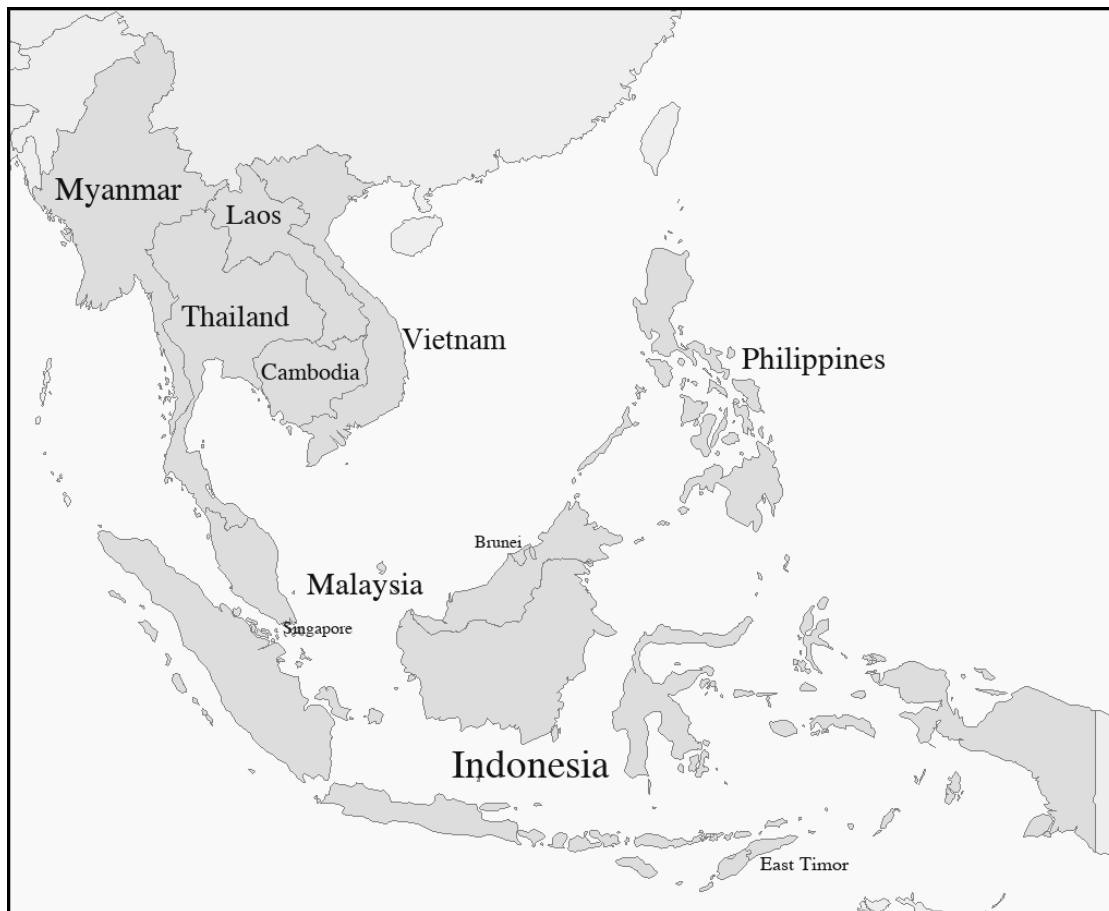 Myanmar
Laos
Thailand
Vietnam
Cambodia
Philippines
Brunei
Malaysia
Singapore
Indonesia
East Timor